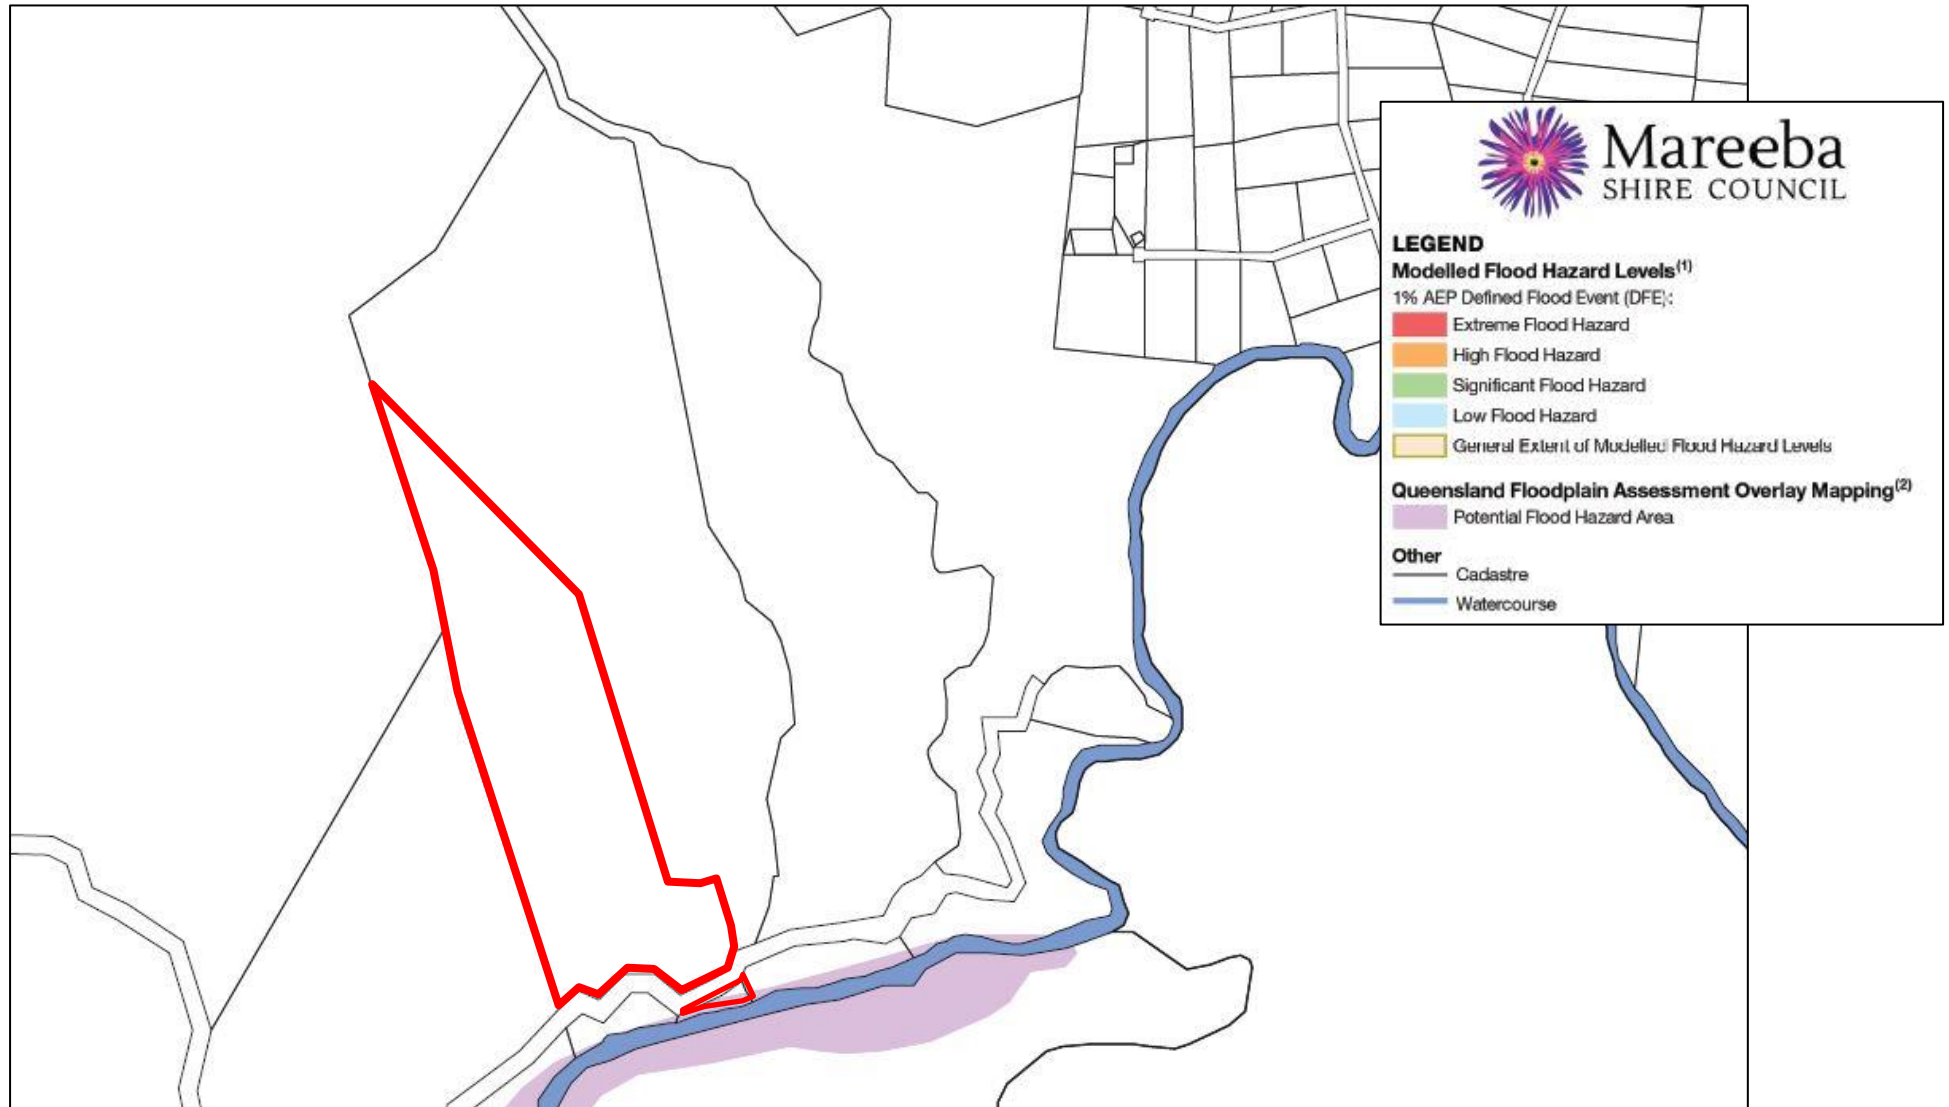 Mareeba
SHIRE COUNCIL
LEGEND
Modelled Flood Hazard Levels(1)
1% AEP Defined Flood Event (DFE):
Extreme Flood Hazard
High Flood Hazard
Significant Flood Hazard
Low Flood Hazard
General Extent of Modelled Flood Hazard Levels
Queensland Floodplain Assessment Overlay Mapping(2)
Potential Flood Hazard Area
Other
Cadastre
Watercourse